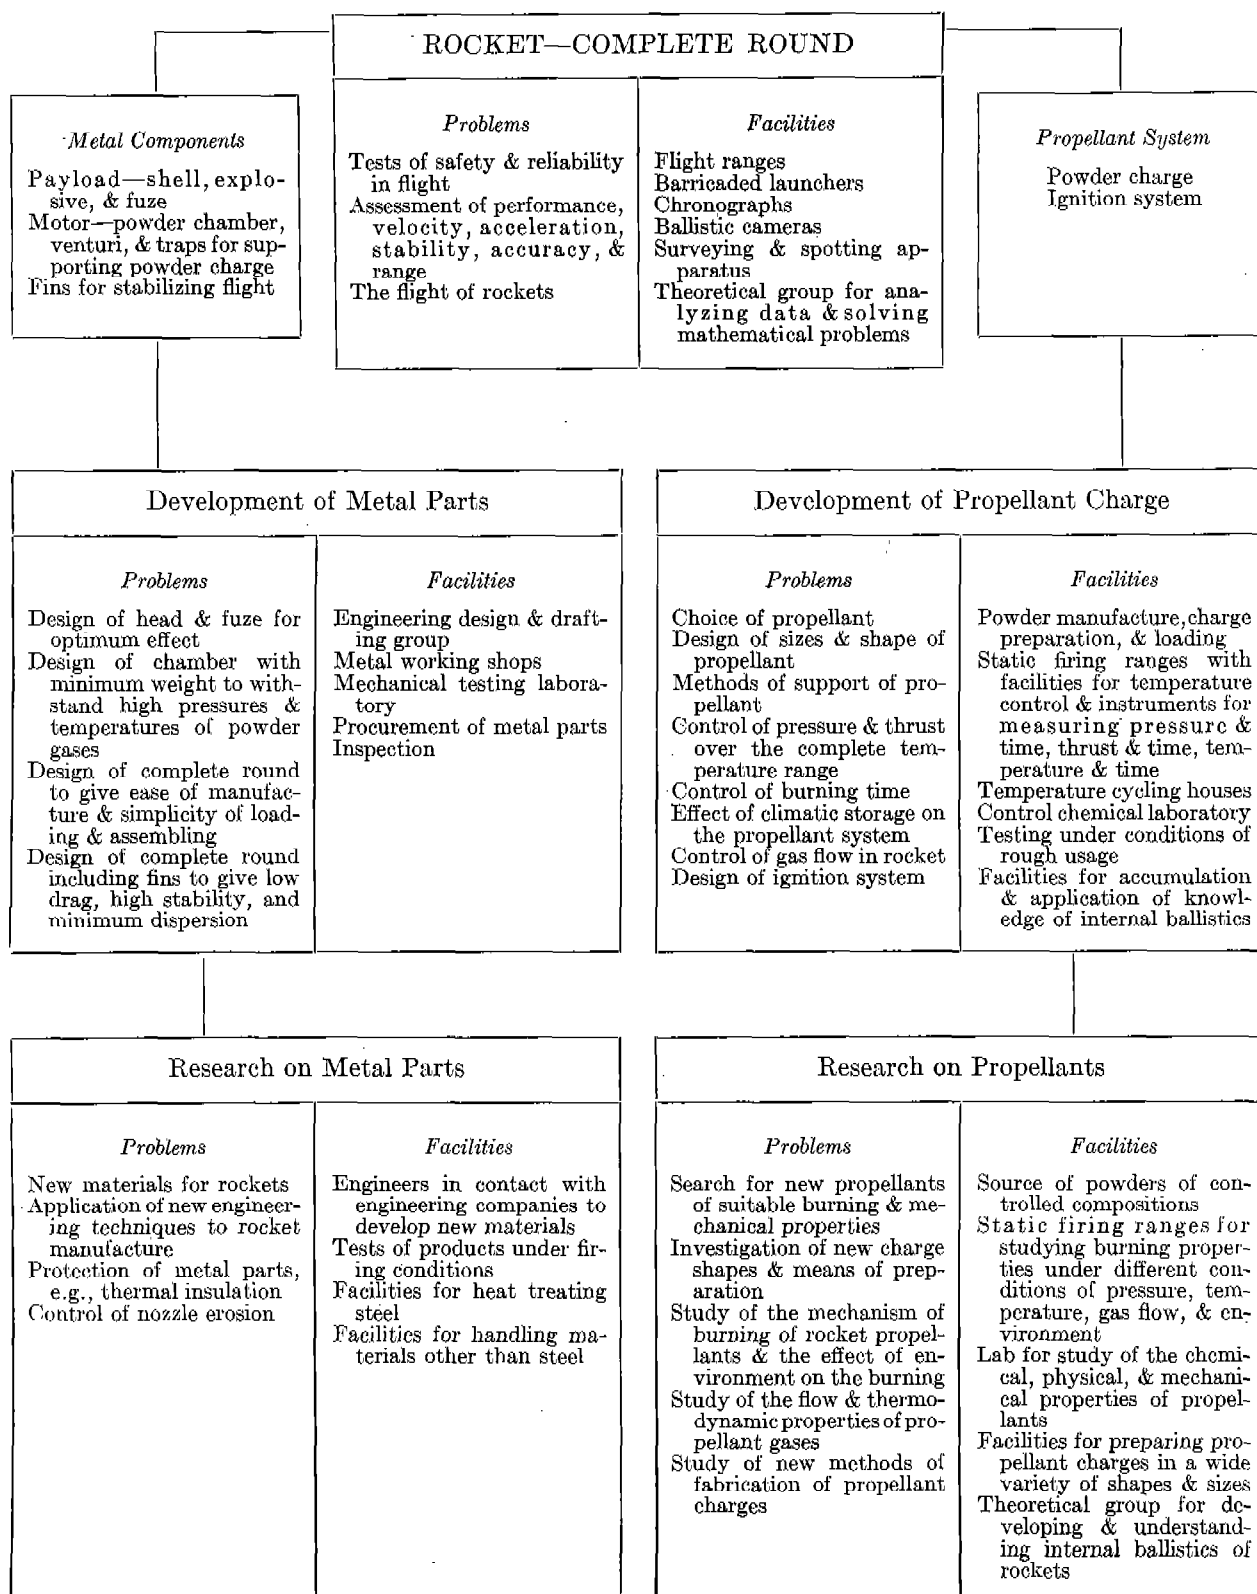 ROCKET—COMPLETE ROUND
Metal Components
Payload—shell, explo-
sive, & fuze
Motor—powder chamber,
venturi, & traps for sup-
porting powder charge
Fins for stabilizing flight
Problems
Tests of safety & reliability
in flight
Assessment of performance,
velocity, acceleration,
stability, accuracy, &
range
The flight of rockets
Facilities
Flight ranges
Barricaded launchers
Chronographs
Ballistic cameras
Surveying & spotting ap-
paratus
Theoretical group for ana-
lyzing data & solving
mathematical problems
Propellant System
Powder charge
Ignition system
Development of Metal Parts
Problems
Design of head & fuze for
optimum effect
Design of chamber with
minimum weight to with-
stand high pressures &
temperatures of powder
gases
Design of complete round
to give ease of manufac-
ture & simplicity of load-
ing & assembling
Design of complete round
including fins to give low
drag, high stability, and
minimum dispersion
Facilities
Engineering design & draft-
ing group
Metal working shops
Mechanical testing labora-
tory
Procurement of metal parts
Inspection
Development of Propellant Charge
Problems
Choice of propellant
Design of sizes & shape of
propellant
Methods of support of pro-
pellant
Control of pressure & thrust
over the complete tem-
perature range
Control of burning time
Effect of climatic storage on
the propellant system
Control of gas flow in rocket
Design of ignition system
Facilities
Powder manufacture, charge
preparation, & loading
Static firing ranges with
facilities for temperature
control & instruments for
measuring pressure &
time, thrust & time, tem-
perature & time
Temperature cycling houses
Control chemical laboratory
Testing under conditions of
rough usage
Facilities for accumulation
& application of knowl-
edge of internal ballistics
Research on Metal Parts
Problems
New materials for rockets
Application of new engineer-
ing techniques to rocket
manufacture
Protection of metal parts,
e.g., thermal insulation
Control of nozzle erosion
Facilities
Engineers in contact with
engineering companies to
develop new materials
Tests of products under fir-
ing conditions
Facilities for heat treating
steel
Facilities for handling ma-
terials other than steel
Research on Propellants
Problems
Search for new propellants
of suitable burning & me-
chanical properties
Investigation of new charge
shapes & means of prep-
aration
Study of the mechanism of
burning of rocket propel-
lants & the effect of en-
vironment on the burning
Study of the flow & thermo-
dynamic properties of pro-
pellant gases
Study of new methods of
fabrication of propellant
charges
Facilities
Source of powders of con-
trolled compositions
Static firing ranges for
studying burning proper-
ties under different con-
ditions of pressure, tem-
perature, gas flow, & en-
vironment
Lab for study of the chemi-
cal, physical, & mechani-
cal properties of propel-
lants
Facilities for preparing pro-
pellant charges in a wide
variety of shapes & sizes
Theoretical group for de-
veloping & understand-
ing internal ballistics of
rockets